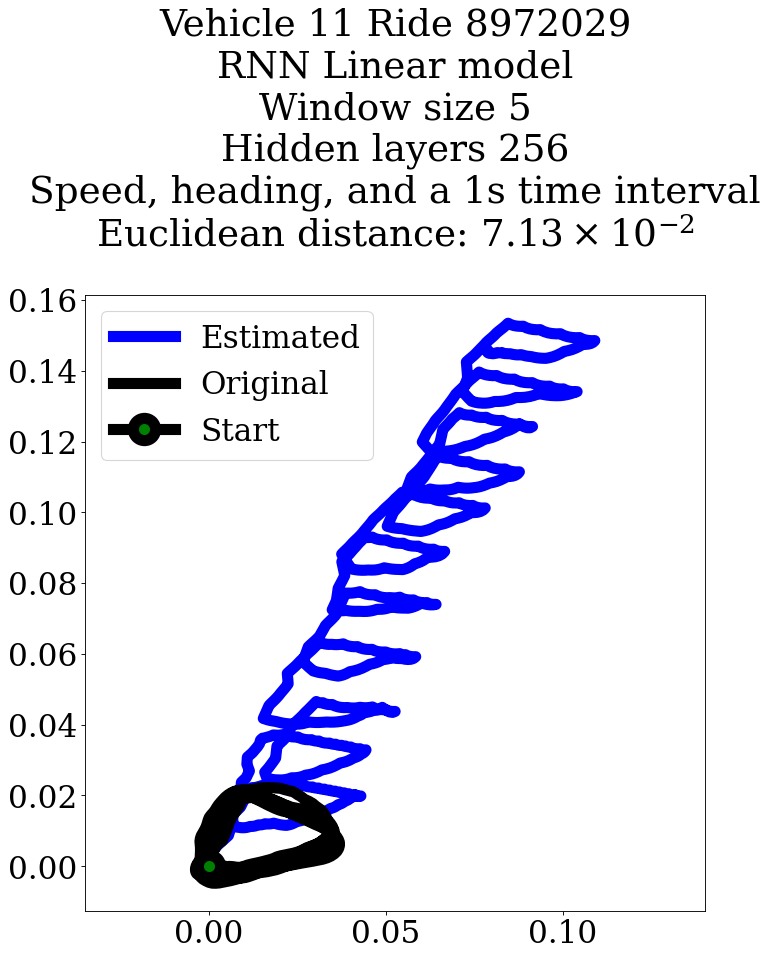 Vehicle 11 Ride 8972029
RNN Linear model
Window size 5
Hidden layers 256
Speed, heading, and a 1s time interval
Euclidean distance: 7.13 × 10⁻²
0.16
0.14
0.12
0.10
0.08
0.06
0.04
0.02
0.00
Estimated
Original
Start
0.00 0.05 0.10